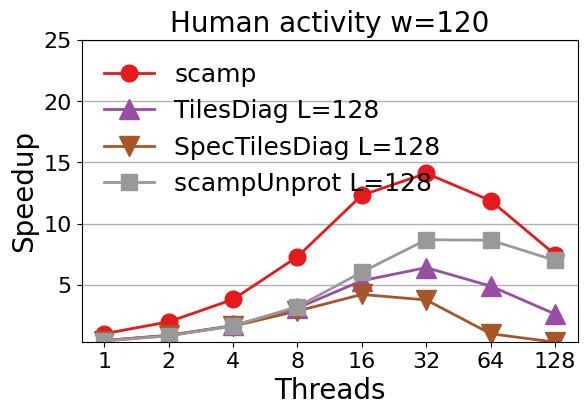 Human activity w=120
25
20
15
10
5
Speedup
scamp
TilesDiag L=128
SpecTilesDiag L=128
scampUnprot L=128
1 2 4 8 16 32 64 128
Threads